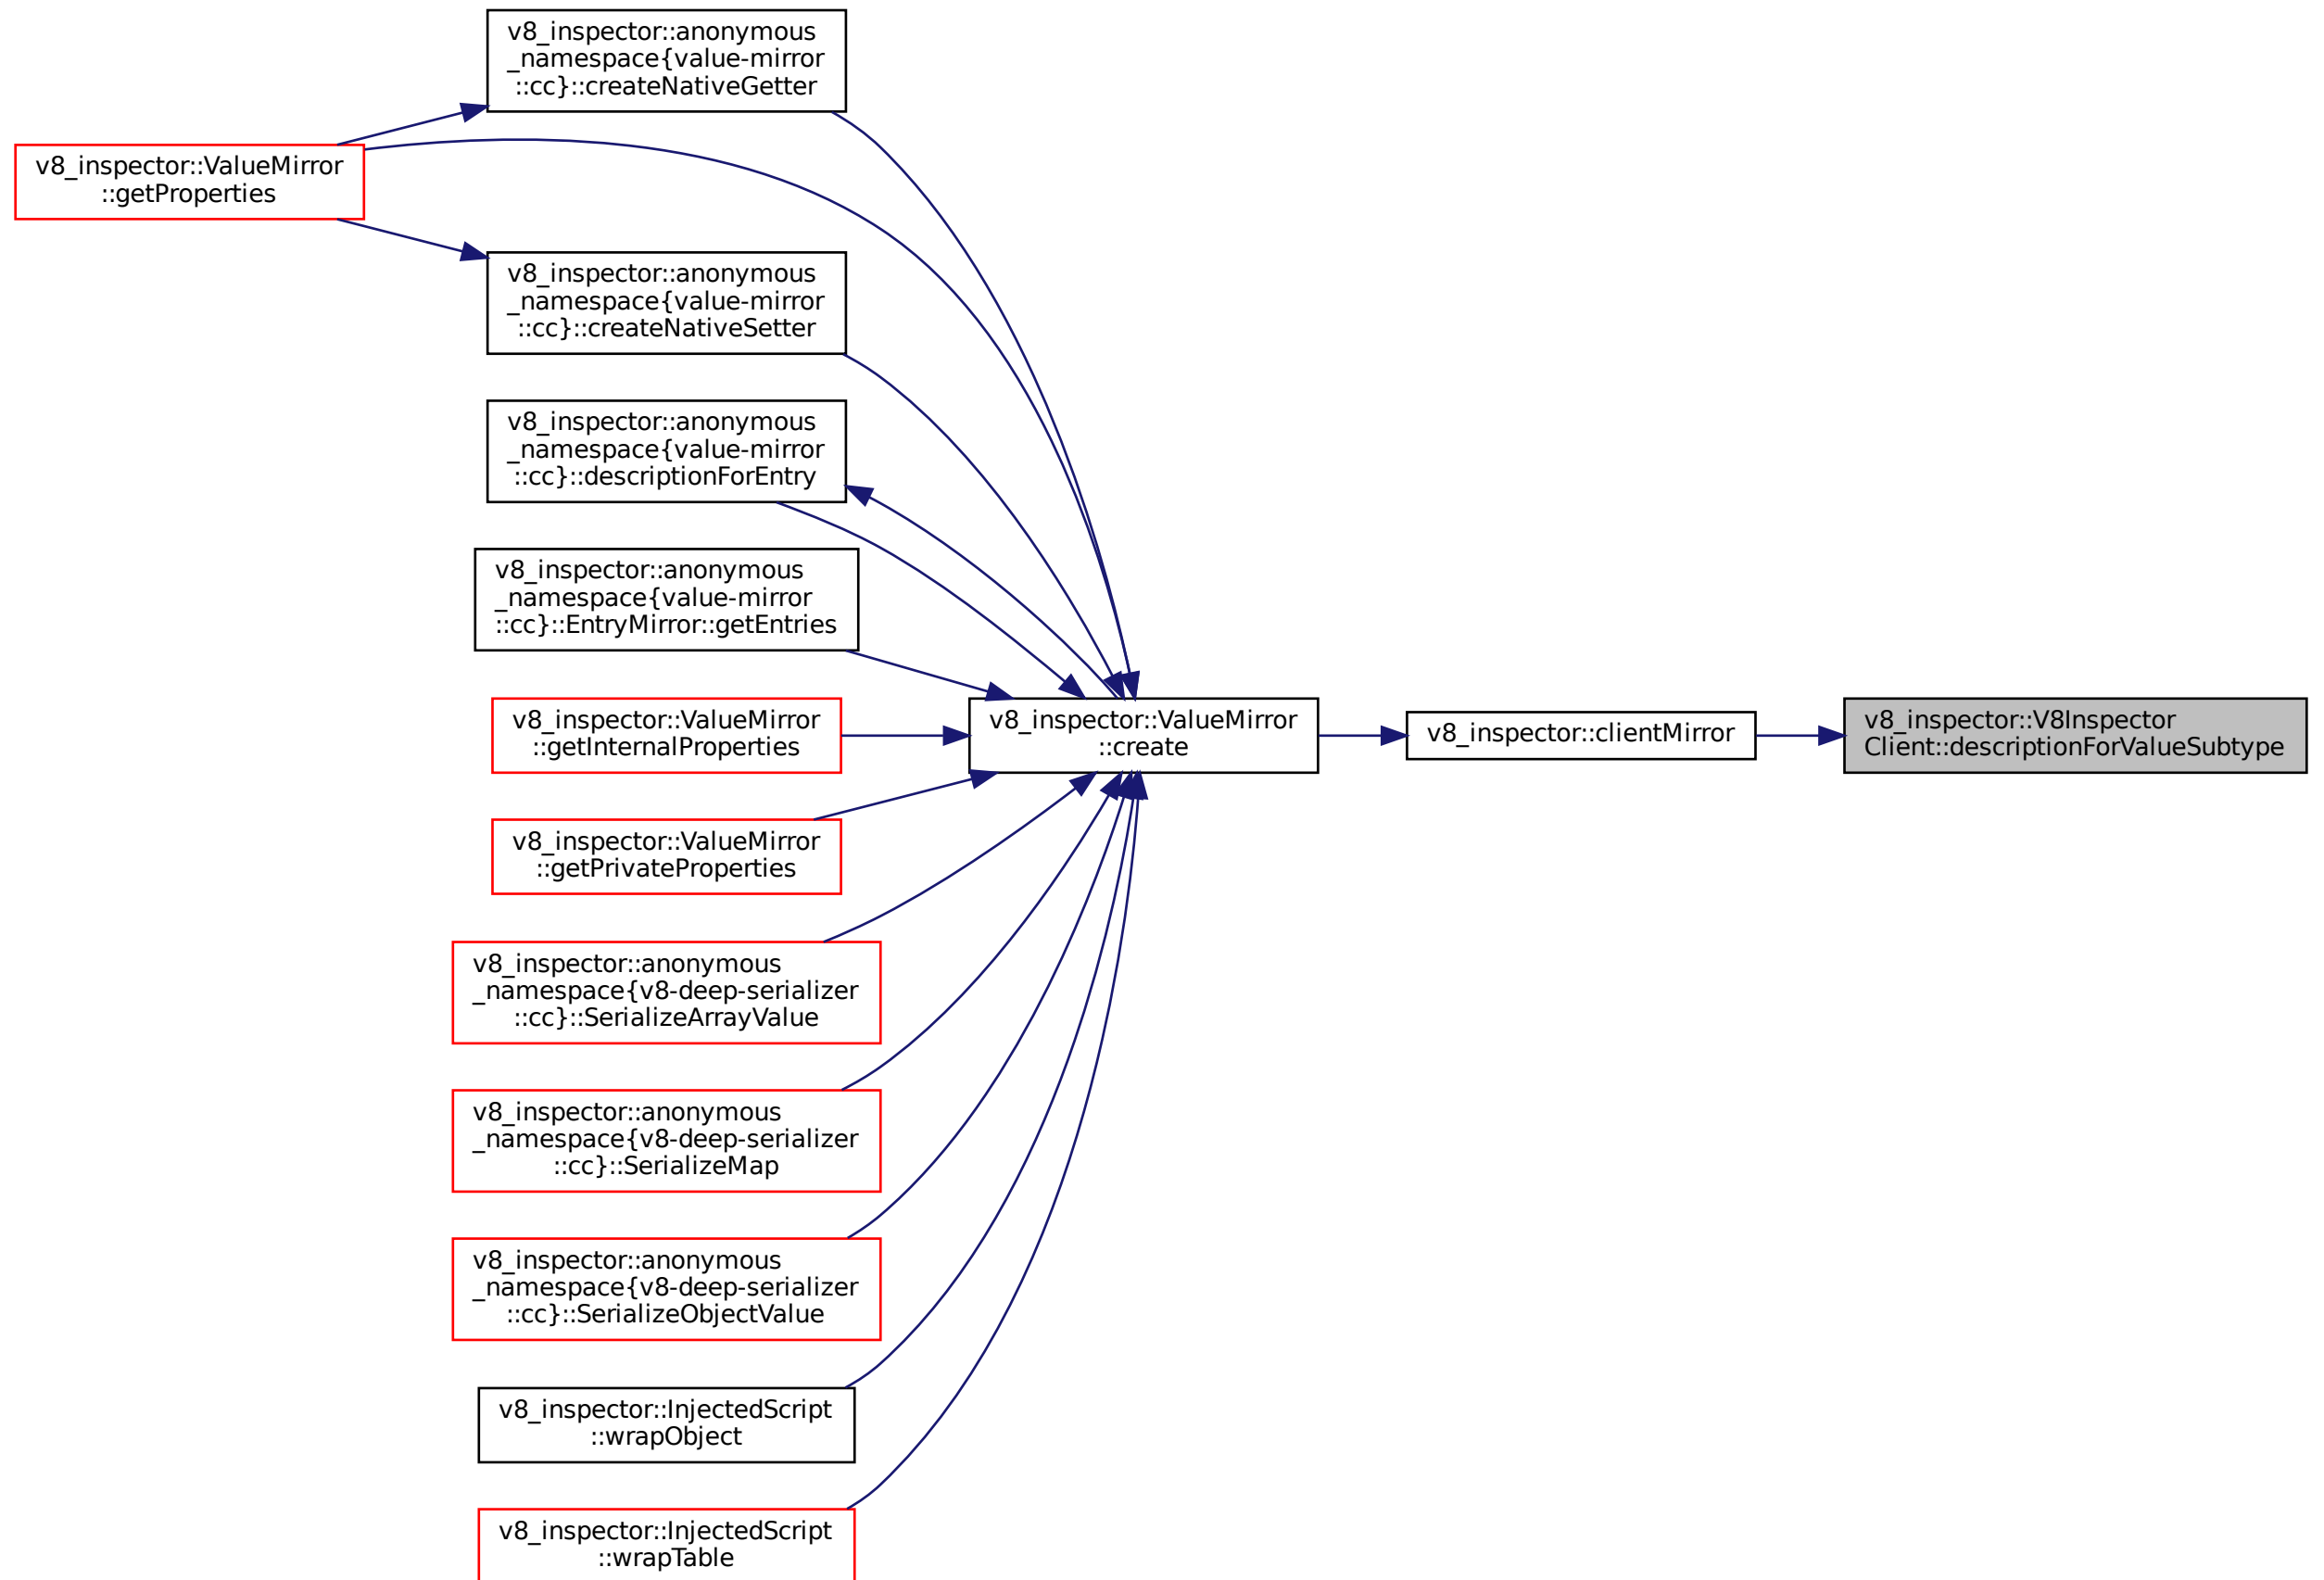 v8_inspector::anonymous
_namespace{value-mirror
::cc}::createNativeGetter
v8_inspector::ValueMirror
::getProperties
v8_inspector::anonymous
_namespace{value-mirror
::cc}::createNativeSetter
v8_inspector::anonymous
_namespace{value-mirror
::cc}::descriptionForEntry
v8_inspector::anonymous
_namespace{value-mirror
::cc}::EntryMirror::getEntries
v8_inspector::ValueMirror
::getInternalProperties
v8_inspector::ValueMirror
::create
v8_inspector::clientMirror
v8_inspector::V8Inspector
Client::descriptionForValueSubtype
v8_inspector::ValueMirror
::getPrivateProperties
v8_inspector::anonymous
_namespace{v8-deep-serializer
::cc}::SerializeArrayValue
v8_inspector::anonymous
_namespace{v8-deep-serializer
::cc}::SerializeMap
v8_inspector::anonymous
_namespace{v8-deep-serializer
::cc}::SerializeObjectValue
v8_inspector::InjectedScript
::wrapObject
v8_inspector::InjectedScript
::wrapTable